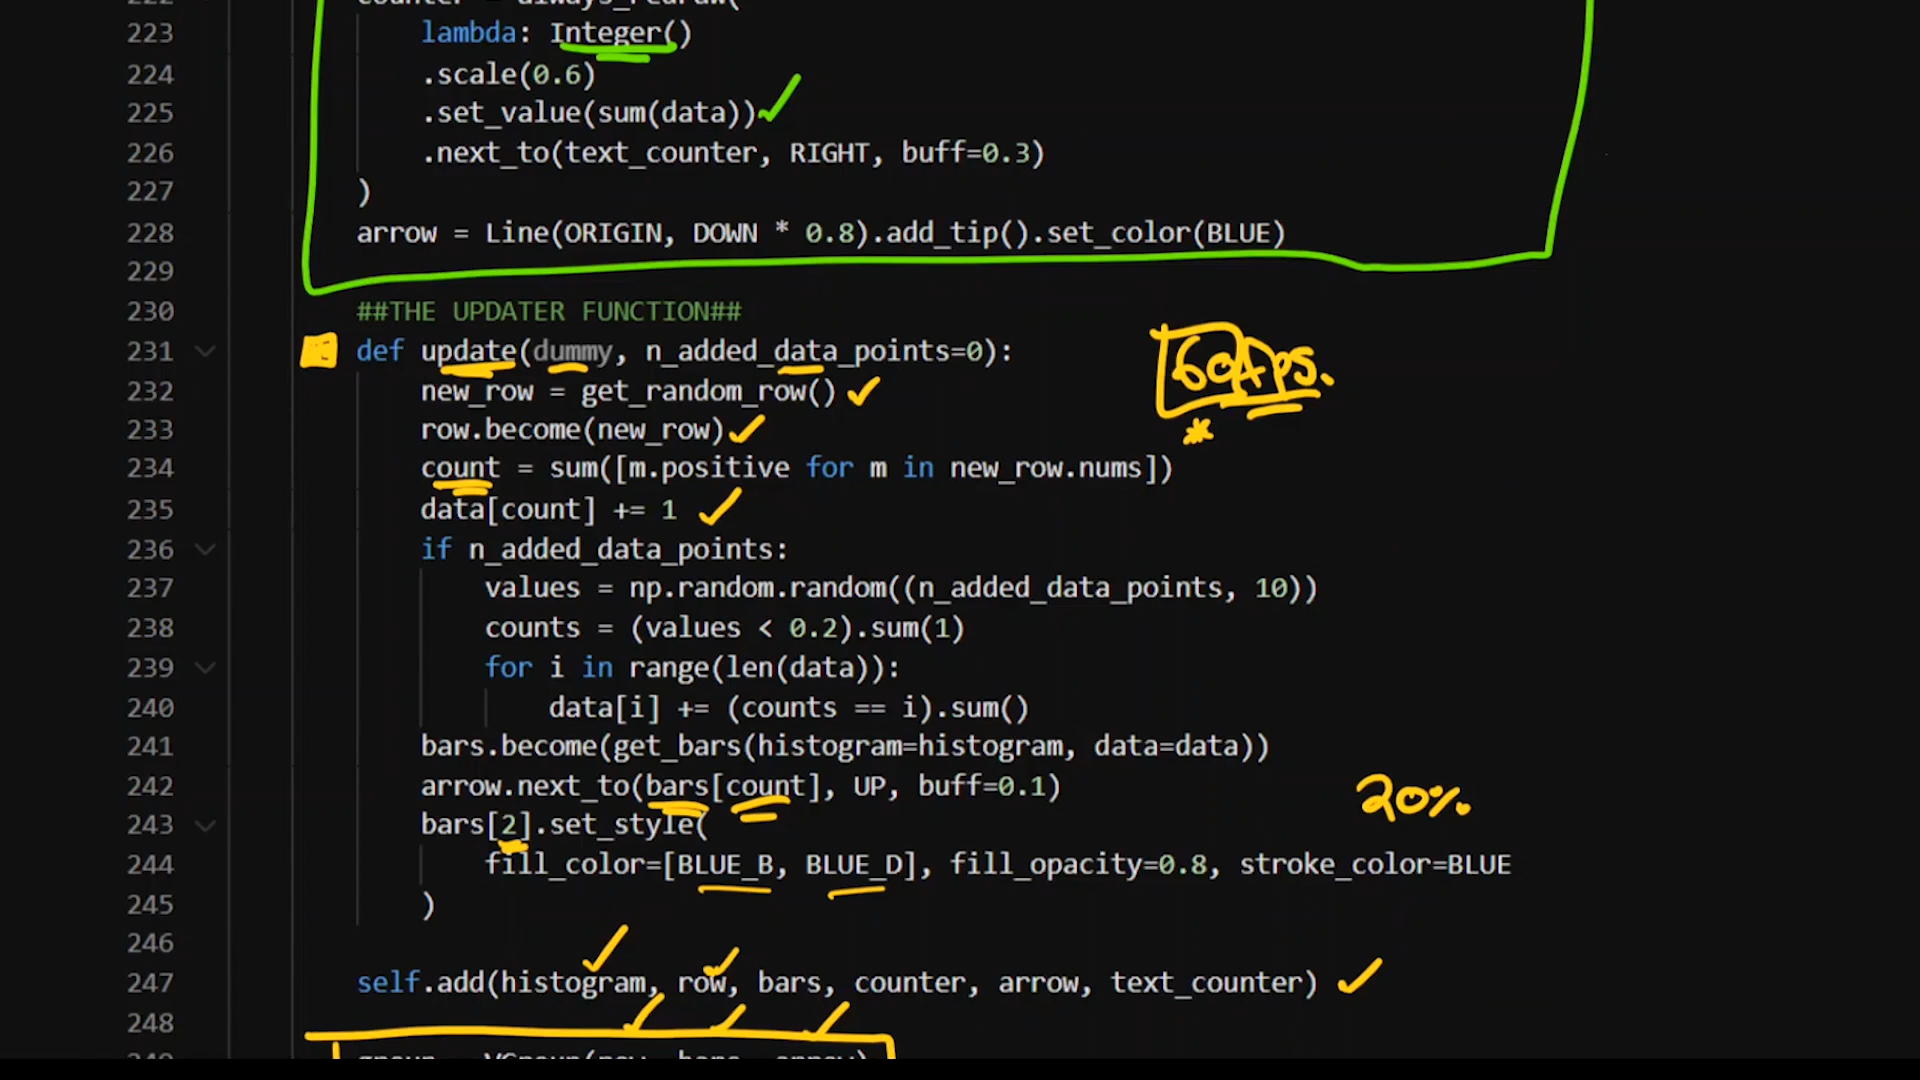 223 lambda: Integer()
224 .scale(0.6)
225 .set_value(sum(data))
226 .next_to(text_counter, RIGHT, buff=0.3)
227 )
228 arrow = Line(ORIGIN, DOWN * 0.8).add_tip().set_color(BLUE)
229
230 ##THE UPDATER FUNCTION##
231 def update(dummy, n_added_data_points=0):
60fps.
232 new_row = get_random_row()
233 row.become(new_row)
234 count = sum([m.positive for m in new_row.nums])
235 data[count] += 1
236 if n_added_data_points:
237 values = np.random.random((n_added_data_points, 10))
238 counts = (values < 0.2).sum(1)
239 for i in range(len(data)):
240 data[i] += (counts == i).sum()
241 bars.become(get_bars(histogram=histogram, data=data))
242 arrow.next_to(bars[count], UP, buff=0.1)
20%
243 bars[2].set_style(
244 fill_color=[BLUE_B, BLUE_D], fill_opacity=0.8, stroke_color=BLUE
245 )
246
247 self.add(histogram, row, bars, counter, arrow, text_counter)
248